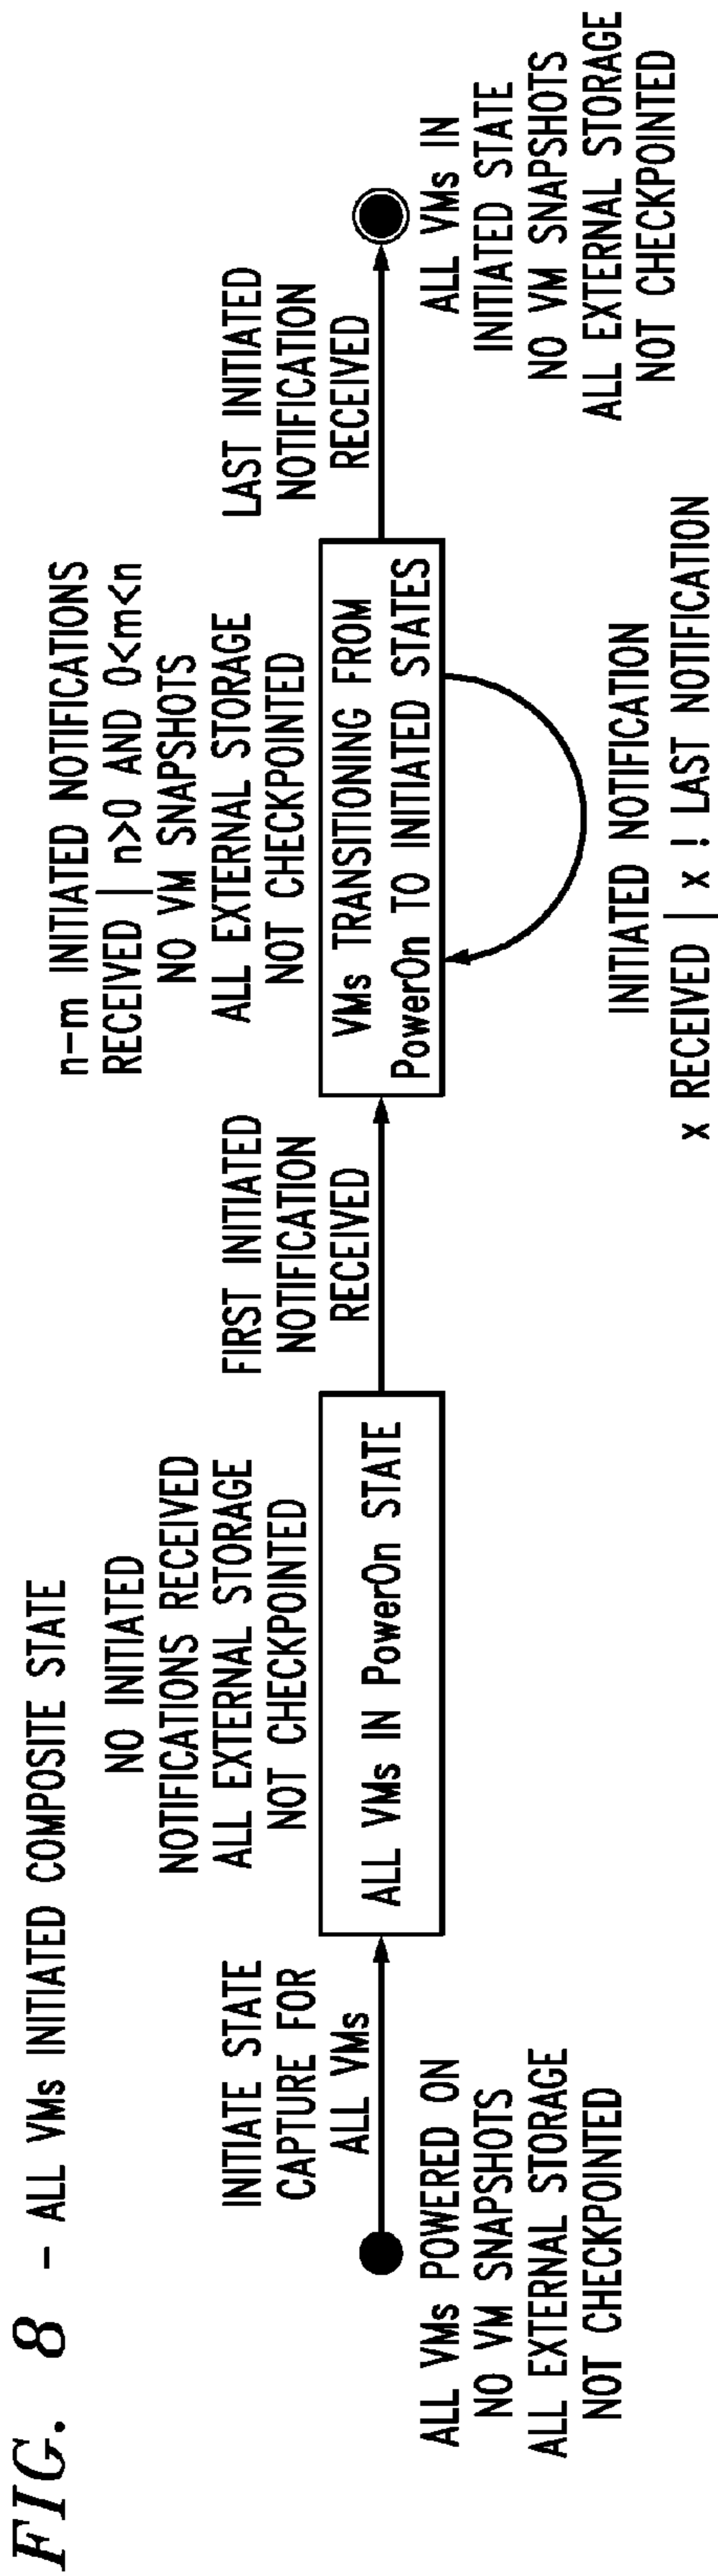 FIG. 8 - ALL VMs INITIATED COMPOSITE STATE
ALL VMs POWERED ON
NO VM SNAPSHOTS
ALL EXTERNAL STORAGE
NOT CHECKPOINTED
INITIATE STATE
CAPTURE FOR
ALL VMs
NO INITIATED
NOTIFICATIONS RECEIVED
ALL EXTERNAL STORAGE
NOT CHECKPOINTED
ALL VMs IN PowerOn STATE
FIRST INITIATED
NOTIFICATION
RECEIVED
n-m INITIATED NOTIFICATIONS
RECEIVED | n>0 AND 0<m<n
NO VM SNAPSHOTS
ALL EXTERNAL STORAGE
NOT CHECKPOINTED
VMs TRANSITIONING FROM
PowerOn TO INITIATED STATES
INITIATED NOTIFICATION
x RECEIVED | x ! LAST NOTIFICATION
LAST INITIATED
NOTIFICATION
RECEIVED
ALL VMs IN
INITIATED STATE
NO VM SNAPSHOTS
ALL EXTERNAL STORAGE
NOT CHECKPOINTED